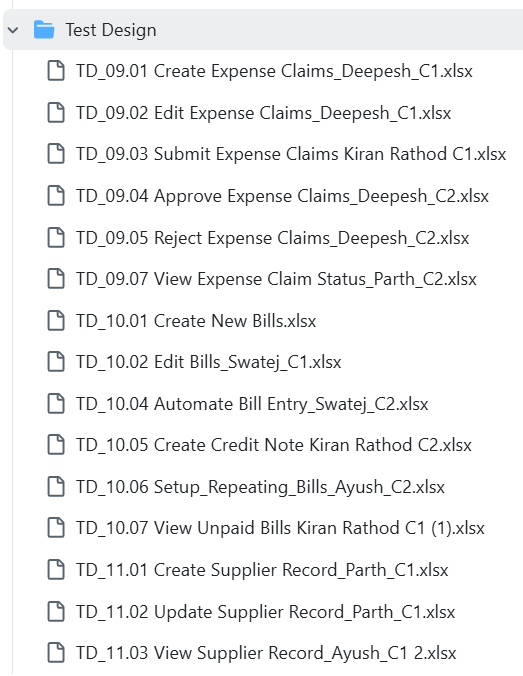 Test Design
TD_09.01 Create Expense Claims_Deepesh_C1.xlsx
TD_09.02 Edit Expense Claims_Deepesh_C1.xlsx
TD_09.03 Submit Expense Claims Kiran Rathod C1.xlsx
TD_09.04 Approve Expense Claims_Deepesh_C2.xlsx
TD_09.05 Reject Expense Claims_Deepesh_C2.xlsx
TD_09.07 View Expense Claim Status_Parth_C2.xlsx
TD_10.01 Create New Bills.xlsx
TD_10.02 Edit Bills_Swatej_C1.xlsx
TD_10.04 Automate Bill Entry_Swatej_C2.xlsx
TD_10.05 Create Credit Note Kiran Rathod C2.xlsx
TD_10.06 Setup_Repeating_Bills_Ayush_C2.xlsx
TD_10.07 View Unpaid Bills Kiran Rathod C1 (1).xlsx
TD_11.01 Create Supplier Record_Parth_C1.xlsx
TD_11.02 Update Supplier Record_Parth_C1.xlsx
TD_11.03 View Supplier Record_Ayush_C1 2.xlsx